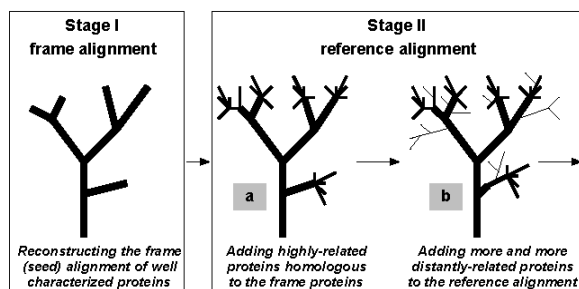 Stage I
frame alignment
Stage II
reference alignment
a
b
Reconstructing the frame
(seed) alignment of well
characterized proteins
Adding highly-related
proteins homologous
to the frame proteins
Adding more and more
distantly-related proteins
to the reference alignment